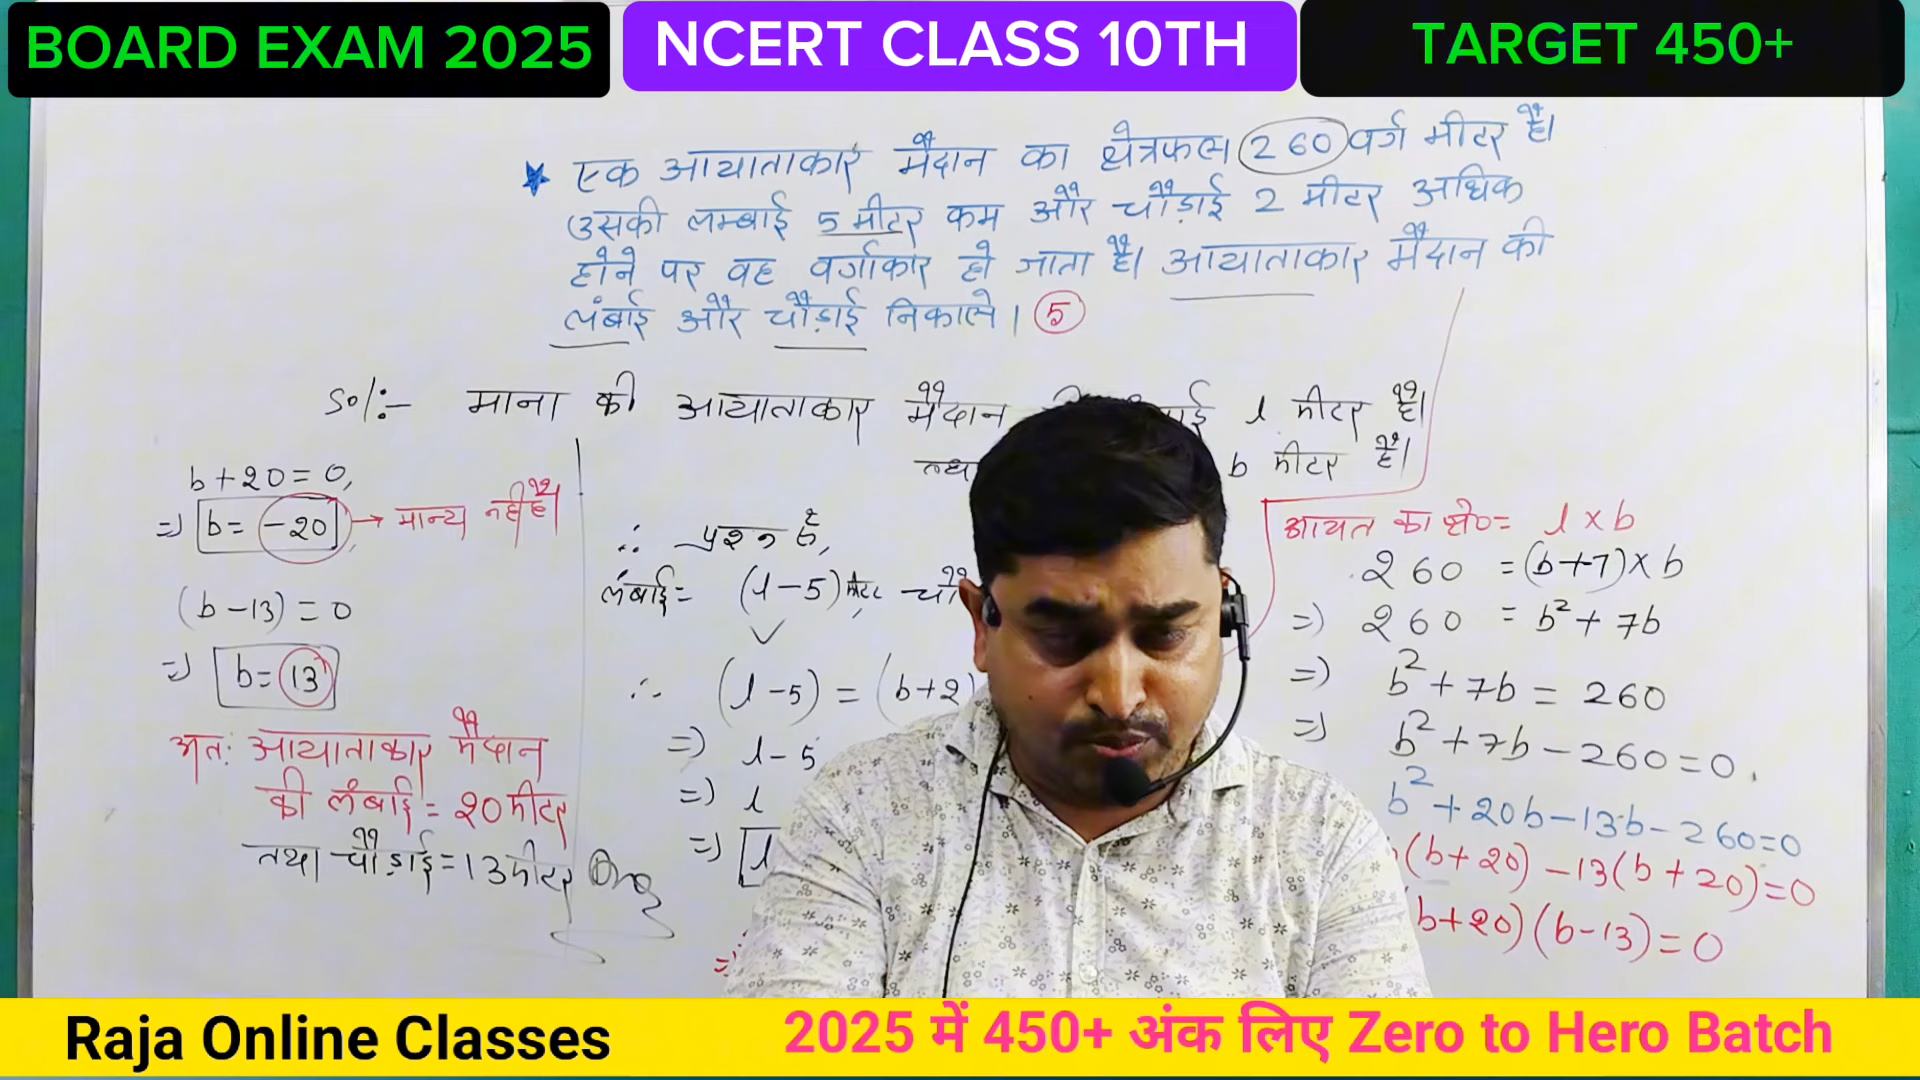 BOARD EXAM 2025
NCERT CLASS 10TH
TARGET 450+
एक आयाताकार मैदान का क्षेत्रफल 260 वर्ग मीटर है।
उसकी लम्बाई 5 मीटर कम और चौड़ाई 2 मीटर अधिक
होने पर वह वर्गाकार हो जाता है। आयाताकार मैदान की
लंबाई और चौड़ाई निकाले। 5
Sol:- माना की आयाताकार मैदान l मीटर है।
b मीटर है।
b+20=0,
=> b= -20 → मान्य नहीं है।
(b-13) = 0
=> b= 13
अत: आयाताकार मैदान
की लंबाई = 20 मीटर
तथा चौड़ाई = 13 मीटर Ans
∴ प्रश्न से,
लंबाई = (l-5) मीटर,
∴ (l-5) = (b+2)
=> l-5
=> l
=> l
=>
आयत का क्षे० = l x b
260 = (b+7) x b
=> 260 = b² + 7b
=> b² + 7b = 260
=> b² + 7b - 260 = 0
b² + 20b - 13b - 260 = 0
(b+20) - 13(b+20) = 0
b+20) (b-13) = 0
Raja Online Classes
2025 में 450+ अंक लिए Zero to Hero Batch